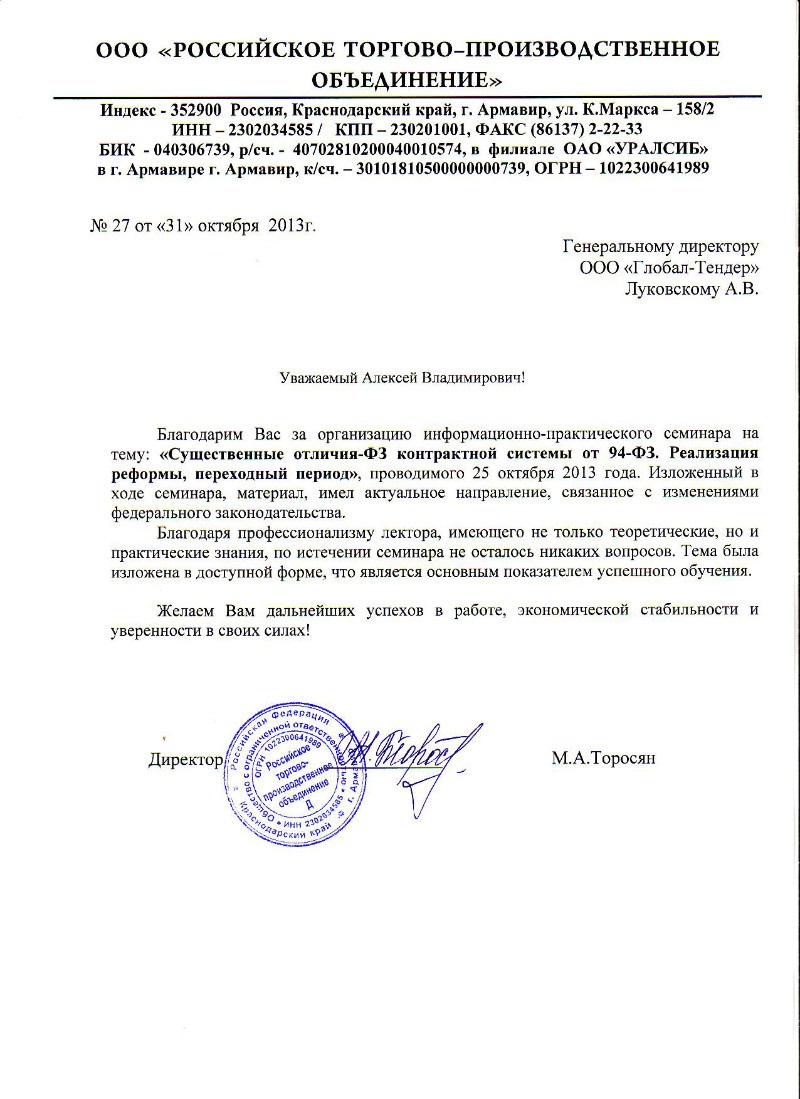 ООО «РОССИЙСКОЕ ТОРГОВО–ПРОИЗВОДСТВЕННОЕ
ОБЪЕДИНЕНИЕ»
Индекс - 352900 Россия, Краснодарский край, г. Армавир, ул. К.Маркса – 158/2
ИНН – 2302034585 / КПП – 230201001, ФАКС (86137) 2-22-33
БИК - 040306739, р/сч. - 40702810200040010574, в филиале ОАО «УРАЛСИБ»
в г. Армавире г. Армавир, к/сч. – 30101810500000000739, ОГРН – 1022300641989
№ 27 от «31» октября 2013г.
Генеральному директору
ООО «Глобал-Тендер»
Луковскому А.В.
Уважаемый Алексей Владимирович!
Благодарим Вас за организацию информационно-практического семинара на
тему: «Существенные отличия-ФЗ контрактной системы от 94-ФЗ. Реализация
реформы, переходный период», проводимого 25 октября 2013 года. Изложенный в
ходе семинара, материал, имел актуальное направление, связанное с изменениями
федерального законодательства.
Благодаря профессионализму лектора, имеющего не только теоретические, но и
практические знания, по истечении семинара не осталось никаких вопросов. Тема была
изложена в доступной форме, что является основным показателем успешного обучения.
Желаем Вам дальнейших успехов в работе, экономической стабильности и
уверенности в своих силах!
Директор
М.А.Торосян
Российская Федерация
г. Армавир
Краснодарский край
Общество с ограниченной ответственностью
ИНН 2302034585
ОГРН 1022300641989
Российское
торгово-
производственное
объединение
Д